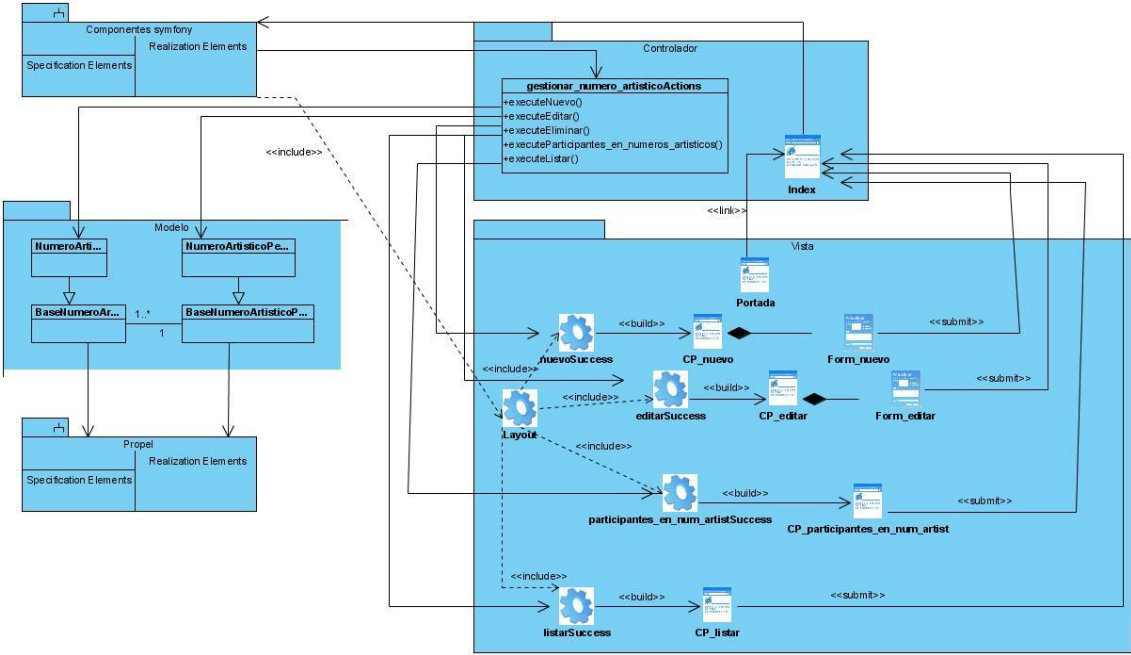 Componentes symfony
Realization Elements
Specification Elements
Controlador
gestionar_numero_artisticoActions
+executeNuevo()
+executeEditar()
+executeEliminar()
+executeParticipantes_en_numeros_artisticos()
+executeListar()
Index
<<include>>
<<link>>
Modelo
NumeroArti...
NumeroArtisticoPe...
BaseNumeroAr...
1..*
1
BaseNumeroArtisticoP...
Vista
Portada
nuevoSuccess
<<build>>
CP_nuevo
Form_nuevo
<<submit>>
<<include>>
<<include>>
editarSuccess
<<build>>
CP_editar
Form_editar
<<submit>>
Layout
<<include>>
participantes_en_num_artistSuccess
<<build>>
CP_participantes_en_num_artist
<<submit>>
Propel
Realization Elements
Specification Elements
<<include>>
listarSuccess
<<build>>
CP_listar
<<submit>>